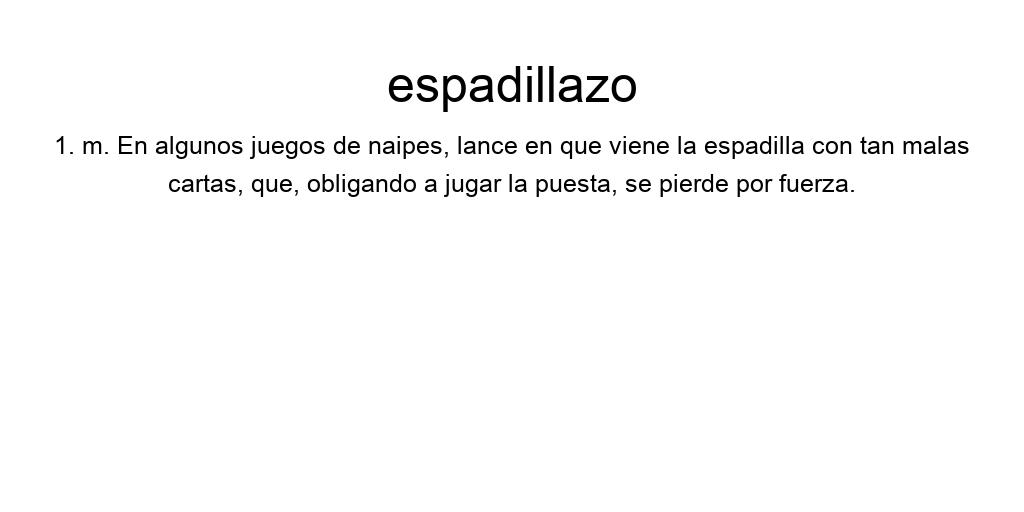 espadillazo
1. m. En algunos juegos de naipes, lance en que viene la espadilla con tan malas
cartas, que, obligando a jugar la puesta, se pierde por fuerza.